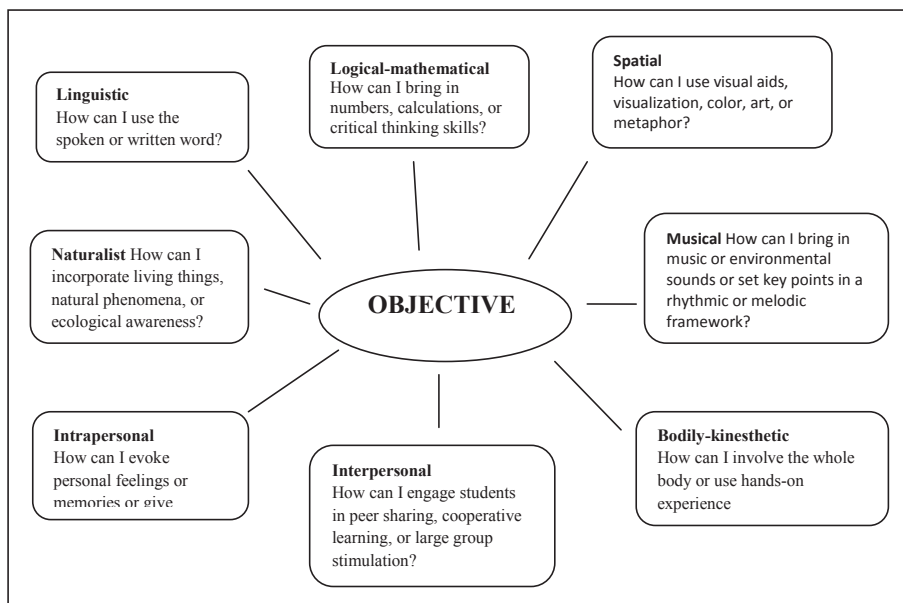 Linguistic
How can I use the
spoken or written word?
Logical-mathematical
How can I bring in
numbers, calculations, or
critical thinking skills?
Spatial
How can I use visual aids,
visualization, color, art, or
metaphor?
Naturalist How can I
incorporate living things,
natural phenomena, or
ecological awareness?
OBJECTIVE
Musical How can I bring in
music or environmental
sounds or set key points in a
rhythmic or melodic
framework?
Intrapersonal
How can I evoke
personal feelings or
memories or give
Interpersonal
How can I engage students
in peer sharing, cooperative
learning, or large group
stimulation?
Bodily-kinesthetic
How can I involve the whole
body or use hands-on
experience